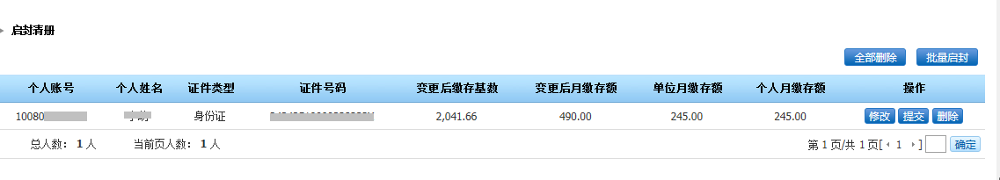 启封清册
全部删除 批量启封
个人账号 个人姓名 证件类型 证件号码 变更后缴存基数 变更后月缴存额 单位月缴存额 个人月缴存额 操作
10080 身份证 2,041.66 490.00 245.00 245.00 修改 提交 删除
总人数： 1 人 当前页人数： 1 人 第 1 页/共 1 页[ 1 ] 确定